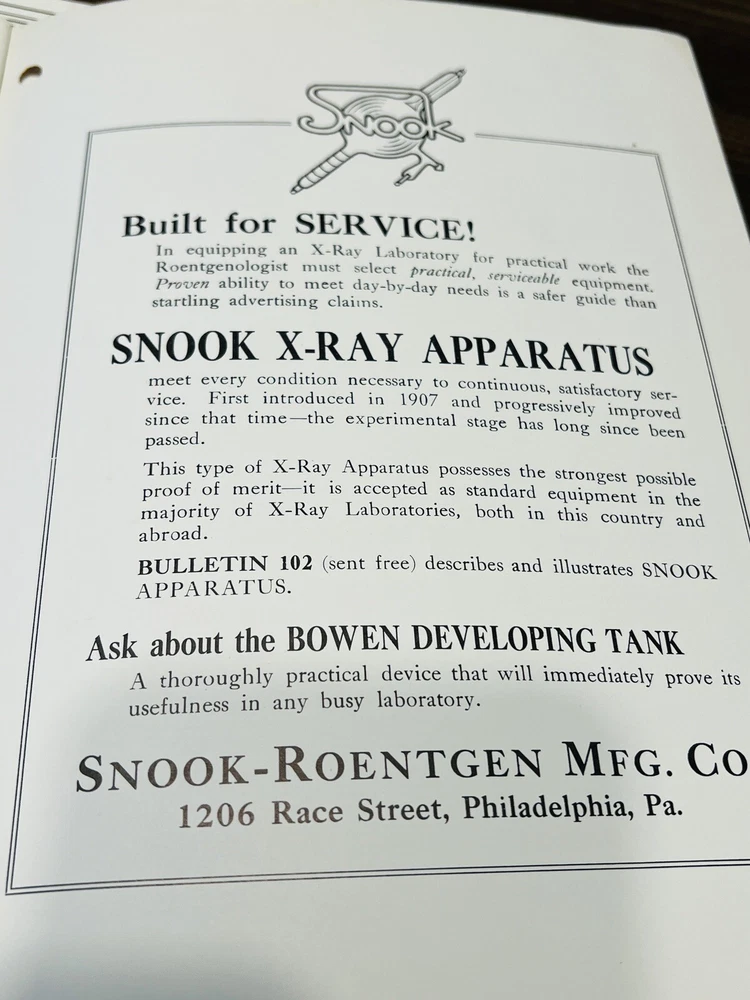 SNOOK
Built for SERVICE!
In equipping an X-Ray Laboratory for practical work the
Roentgenologist must select practical, serviceable equipment.
Proven ability to meet day-by-day needs is a safer guide than
startling advertising claims.
SNOOK X-RAY APPARATUS
meet every condition necessary to continuous, satisfactory ser-
vice. First introduced in 1907 and progressively improved
since that time—the experimental stage has long since been
passed.
This type of X-Ray Apparatus possesses the strongest possible
proof of merit—it is accepted as standard equipment in the
majority of X-Ray Laboratories, both in this country and
abroad.
BULLETIN 102 (sent free) describes and illustrates SNOOK
APPARATUS.
Ask about the BOWEN DEVELOPING TANK
A thoroughly practical device that will immediately prove its
usefulness in any busy laboratory.
SNOOK-ROENTGEN MFG. CO
1206 Race Street, Philadelphia, Pa.